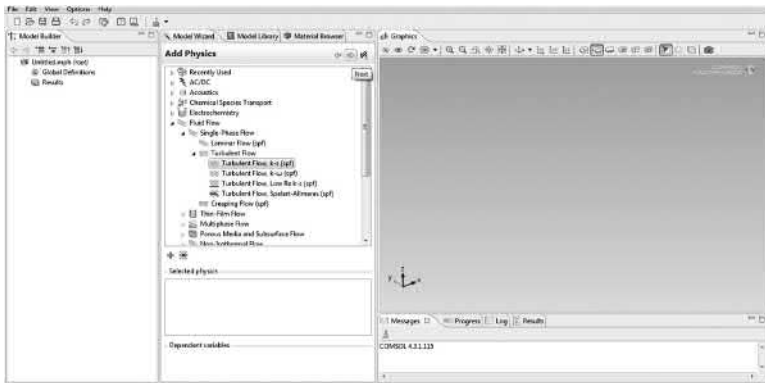 File Edit View Options Help
Model Builder
Untitled.mph (root)
Global Definitions
Results
Model Wizard
Model Library
Material Browser
Add Physics
Next
Recently Used
AC/DC
Acoustics
Chemical Species Transport
Electrochemistry
Fluid Flow
Single-Phase Flow
Laminar Flow (spf)
Turbulent Flow
Turbulent Flow, k-ε (spf)
Turbulent Flow, k-ω (spf)
Turbulent Flow, Low Re k-ε (spf)
Turbulent Flow, Spalart-Allmaras (spf)
Creeping Flow (spf)
Thin-Film Flow
Multiphase Flow
Porous Media and Subsurface Flow
Non-Isothermal Flow
Selected physics
Dependent variables
Graphics
z
y
x
Messages
Progress
Log
Results
COMSOL 4.3.1.115